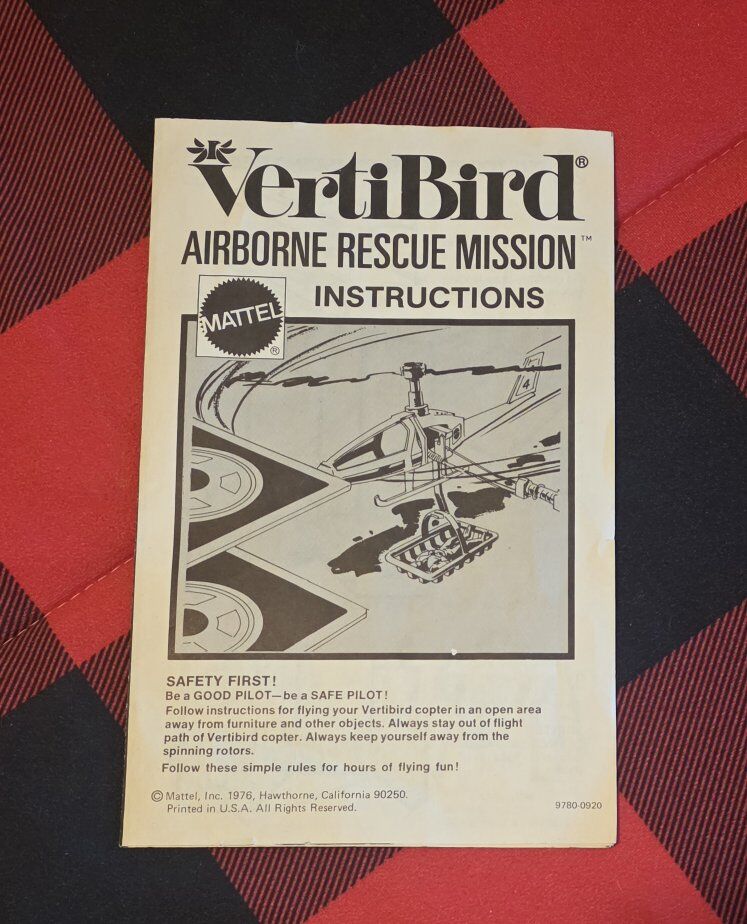 VertiBird®
AIRBORNE RESCUE MISSION™
INSTRUCTIONS
MATTEL
®
4
SAFETY FIRST!
Be a GOOD PILOT—be a SAFE PILOT!
Follow instructions for flying your Vertibird copter in an open area
away from furniture and other objects. Always stay out of flight
path of Vertibird copter. Always keep yourself away from the
spinning rotors.
Follow these simple rules for hours of flying fun!
© Mattel, Inc. 1976, Hawthorne, California 90250.
Printed in U.S.A. All Rights Reserved.
9780-0920